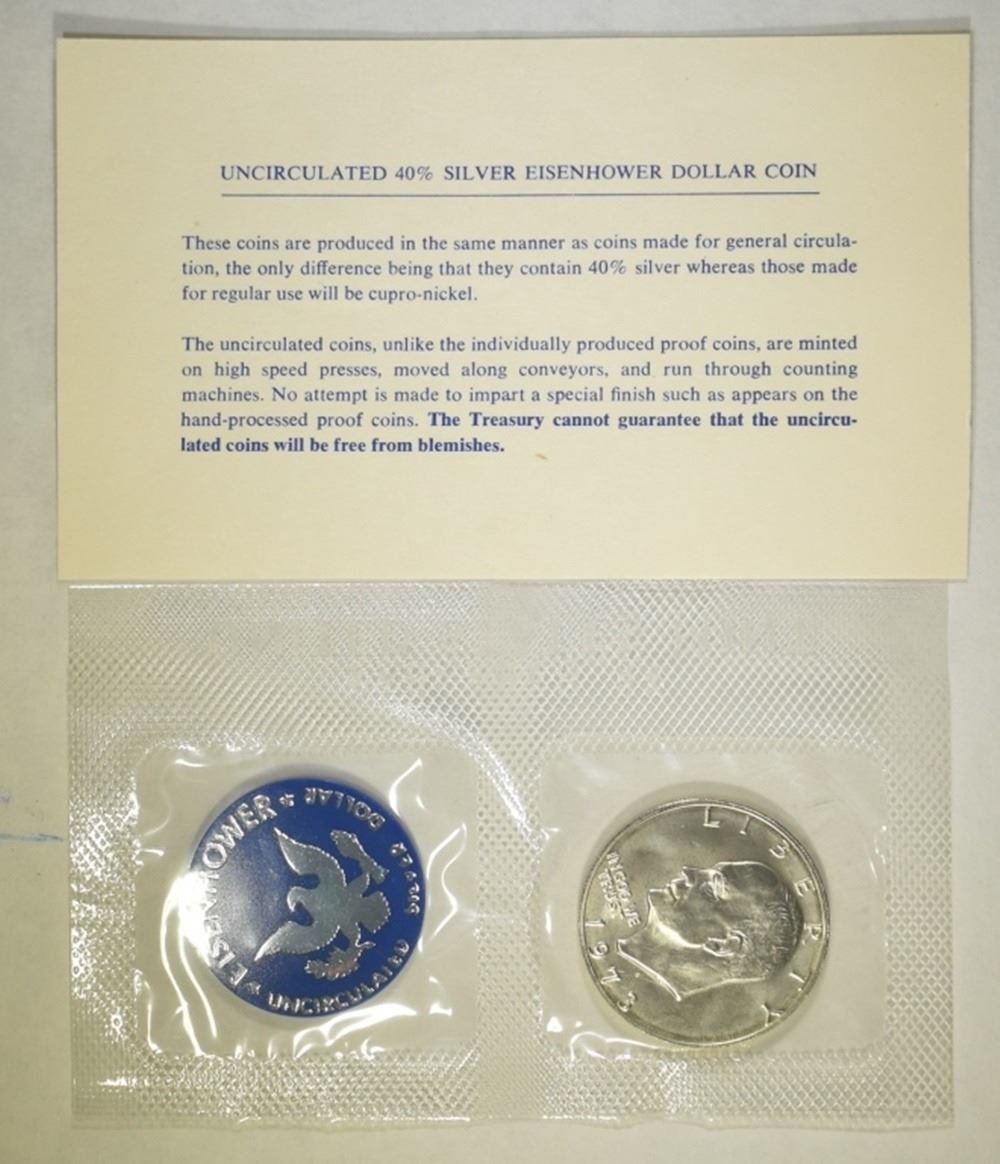 UNCIRCULATED 40% SILVER EISENHOWER DOLLAR COIN
These coins are produced in the same manner as coins made for general circula-
tion, the only difference being that they contain 40% silver whereas those made
for regular use will be cupro-nickel.
The uncirculated coins, unlike the individually produced proof coins, are minted
on high speed presses, moved along conveyors, and run through counting
machines. No attempt is made to impart a special finish such as appears on the
hand-processed proof coins. The Treasury cannot guarantee that the uncircu-
lated coins will be free from blemishes.
EISENHOWER ★ DOLLAR
★ UNCIRCULATED SILVER
LIBERTY
IN GOD WE
TRUST
1973